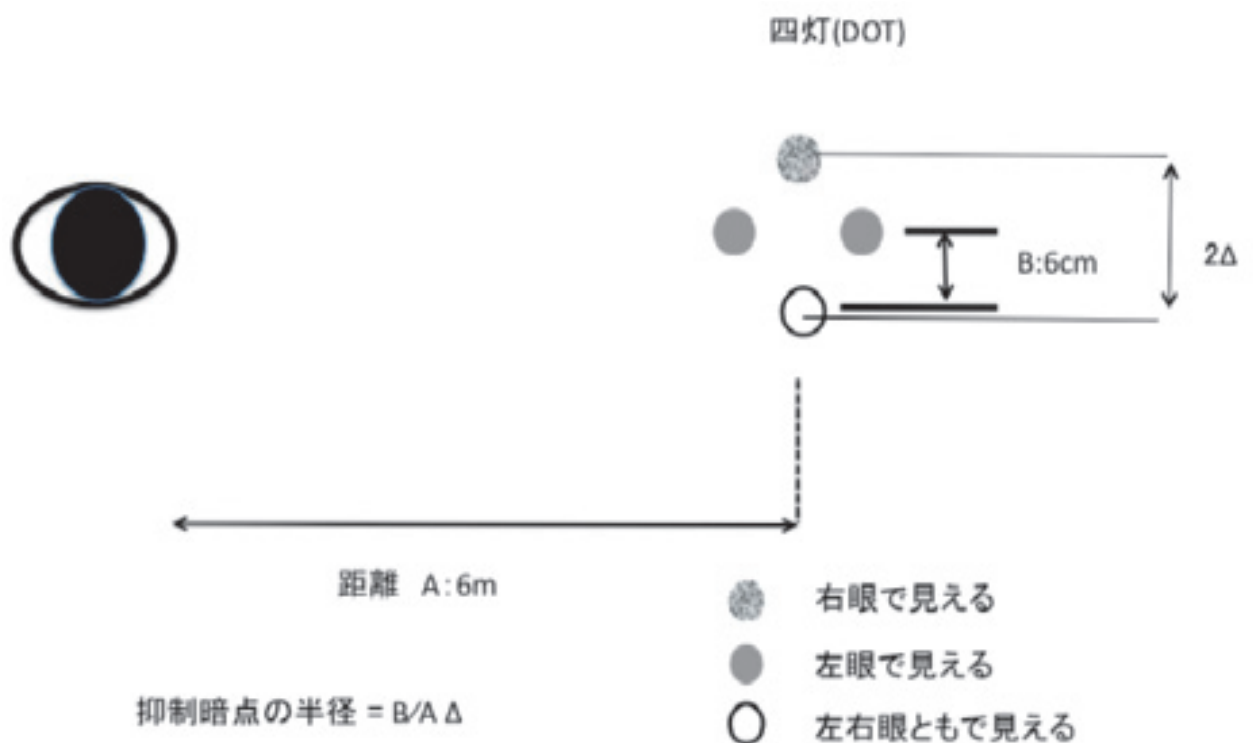 四灯(DOT)
B:6cm
2Δ
距離 A:6m
右眼で見える
左眼で見える
抑制暗点の半径 = B/A Δ
左右眼ともで見える